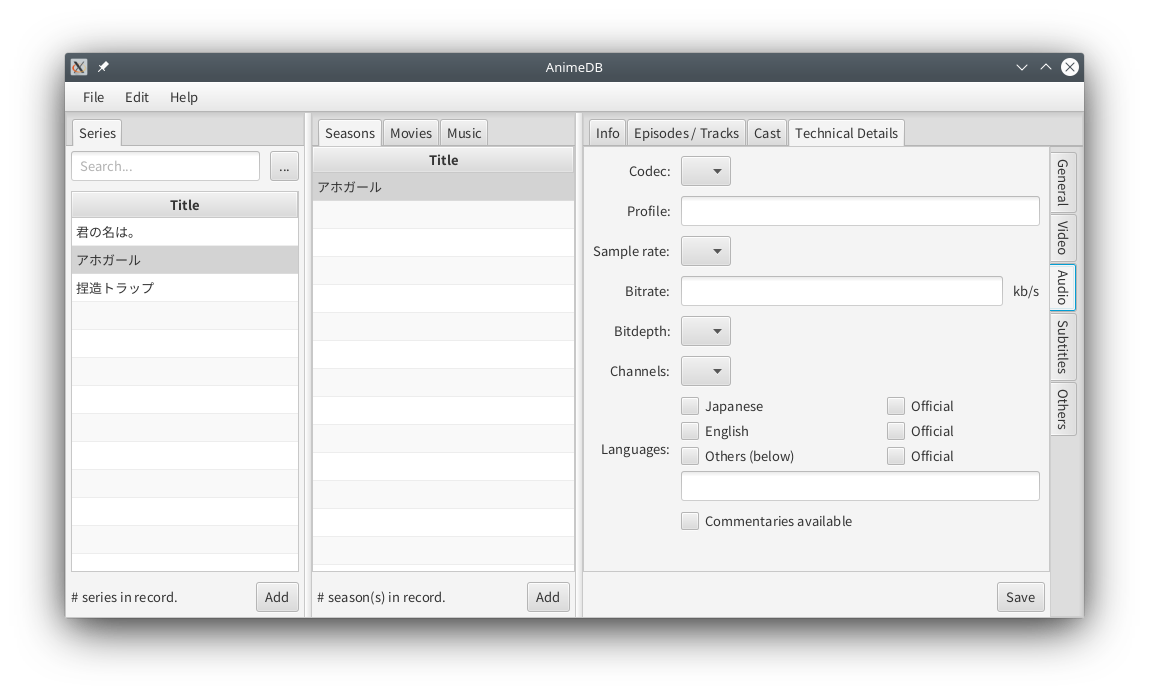 AnimeDB
File Edit Help
Series
Search... ...
Title
君の名は。
アホガール
捏造トラップ
# series in record. Add
Seasons Movies Music
Title
アホガール
# season(s) in record. Add
Info Episodes / Tracks Cast Technical Details
Codec:
Profile:
Sample rate:
Bitrate: kb/s
Bitdepth:
Channels:
Languages:
Japanese Official
English Official
Others (below) Official
Commentaries available
General
Video
Audio
Subtitles
Others
Save